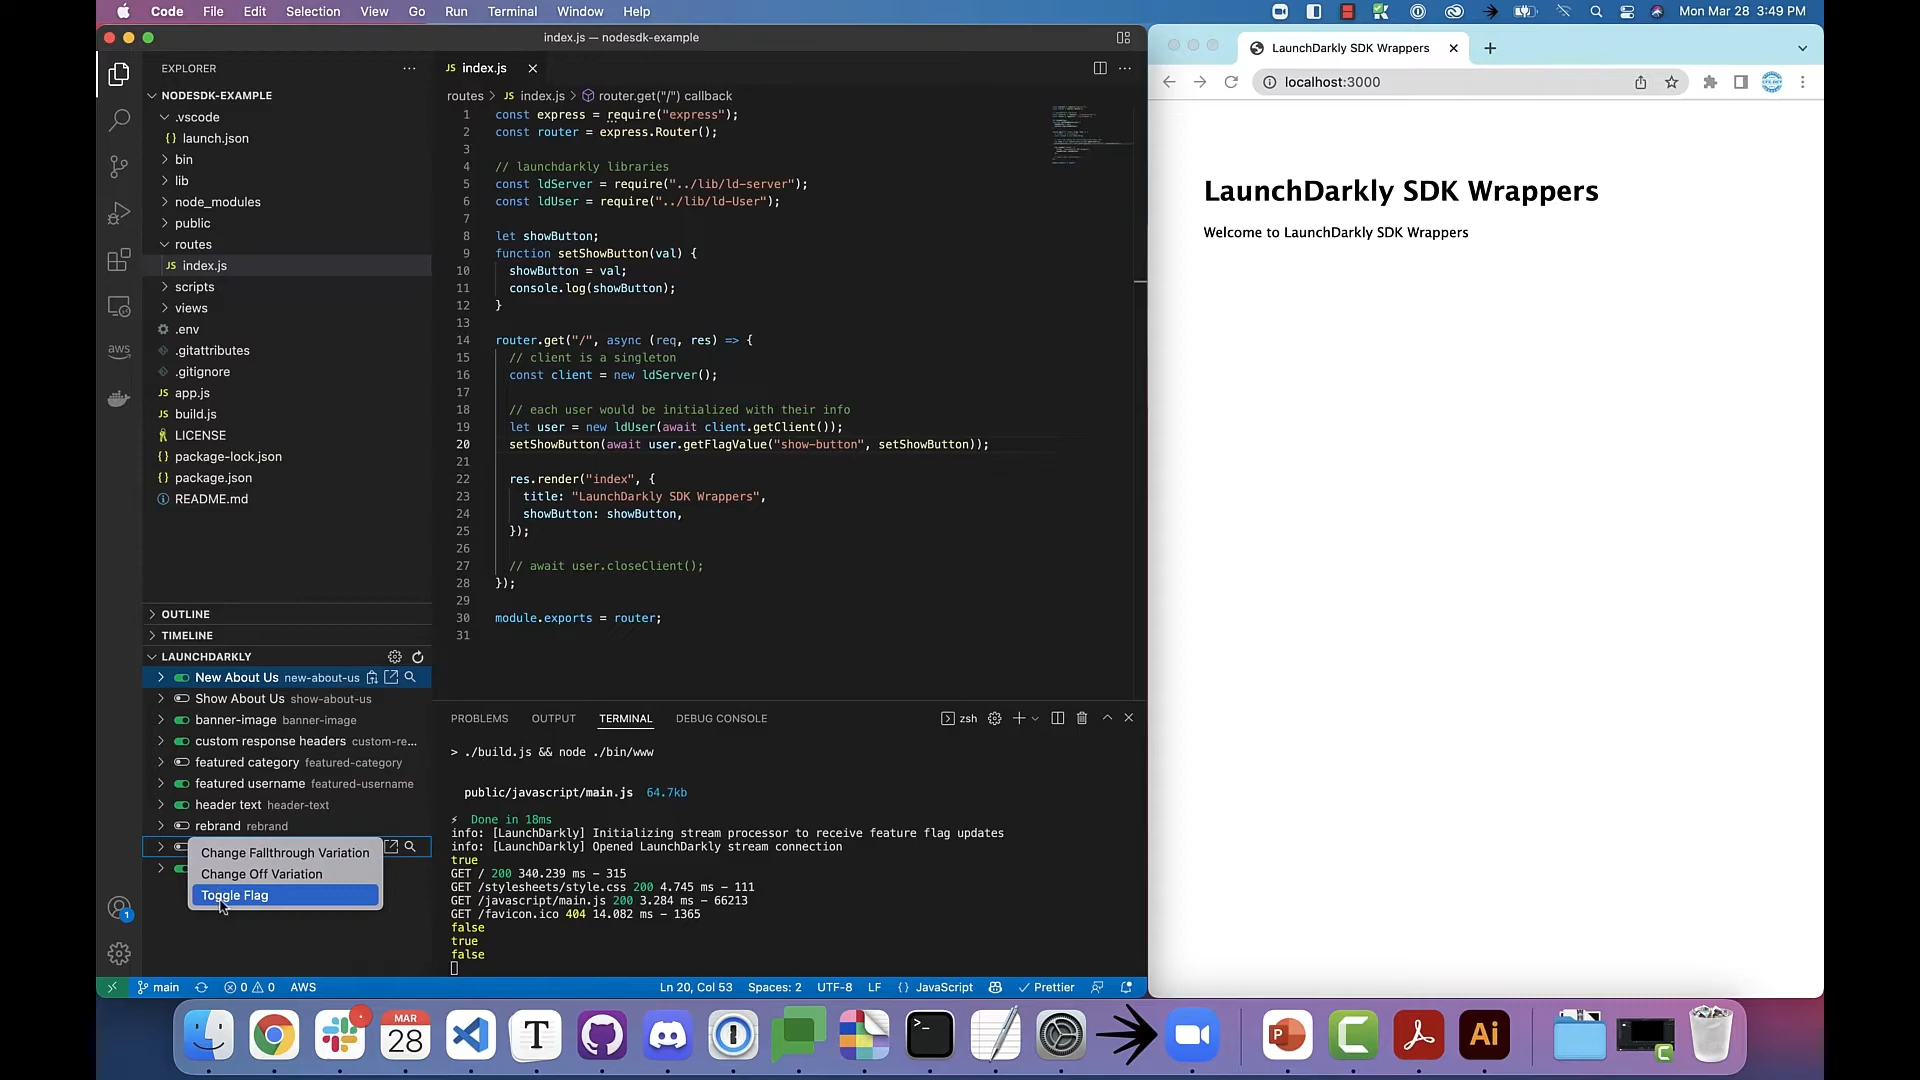 Code File Edit Selection View Go Run Terminal Window Help
Mon Mar 28 3:49 PM
index.js — nodesdk-example
EXPLORER
NODESDK-EXAMPLE
.vscode
{} launch.json
bin
lib
node_modules
public
routes
JS index.js
scripts
views
.env
.gitattributes
.gitignore
JS app.js
JS build.js
LICENSE
{} package-lock.json
{} package.json
README.md
OUTLINE
TIMELINE
LAUNCHDARKLY
New About Us new-about-us
Show About Us show-about-us
banner-image banner-image
custom response headers custom-re...
featured category featured-category
featured username featured-username
header text header-text
rebrand rebrand
Change Fallthrough Variation
Change Off Variation
Toggle Flag
aws
1
JS index.js
routes > JS index.js > router.get("/") callback
1 const express = require("express");
2 const router = express.Router();
3
4 // launchdarkly libraries
5 const ldServer = require("../lib/ld-server");
6 const ldUser = require("../lib/ld-User");
7
8 let showButton;
9 function setShowButton(val) {
10 showButton = val;
11 console.log(showButton);
12 }
13
14 router.get("/", async (req, res) => {
15 // client is a singleton
16 const client = new ldServer();
17
18 // each user would be initialized with their info
19 let user = new ldUser(await client.getClient());
20 setShowButton(await user.getFlagValue("show-button", setShowButton));
21
22 res.render("index", {
23 title: "LaunchDarkly SDK Wrappers",
24 showButton: showButton,
25 });
26
27 // await user.closeClient();
28 });
29
30 module.exports = router;
31
PROBLEMS OUTPUT TERMINAL DEBUG CONSOLE
zsh
> ./build.js && node ./bin/www
public/javascript/main.js 64.7kb
⚡ Done in 18ms
info: [LaunchDarkly] Initializing stream processor to receive feature flag updates
info: [LaunchDarkly] Opened LaunchDarkly stream connection
true
GET / 200 340.239 ms - 315
GET /stylesheets/style.css 200 4.745 ms - 111
GET /javascript/main.js 200 3.284 ms - 66213
GET /favicon.ico 404 14.082 ms - 1365
false
true
false
main 0 0 AWS
Ln 20, Col 53 Spaces: 2 UTF-8 LF {} JavaScript Prettier
LaunchDarkly SDK Wrappers
localhost:3000
LaunchDarkly SDK Wrappers
Welcome to LaunchDarkly SDK Wrappers
MAR
28
T
>_
P
C
Ai
C